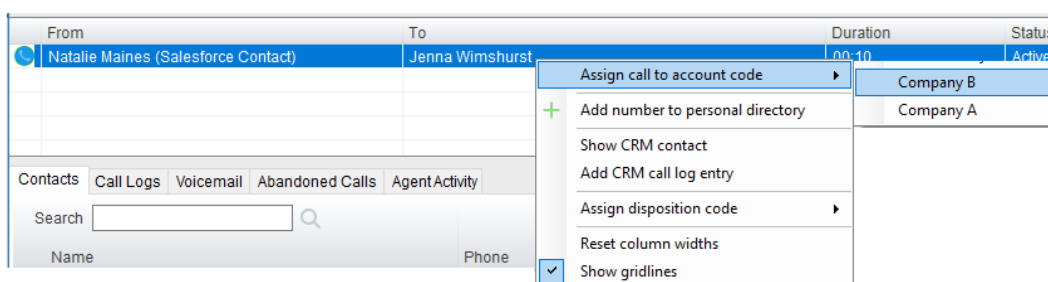 From To Duration Status
Natalie Maines (Salesforce Contact) Jenna Wimshurst 00:10 Active
Assign call to account code
Company B
Add number to personal directory
Company A
Show CRM contact
Contacts Call Logs Voicemail Abandoned Calls Agent Activity
Add CRM call log entry
Search
Assign disposition code
Reset column widths
Name Phone
Show gridlines